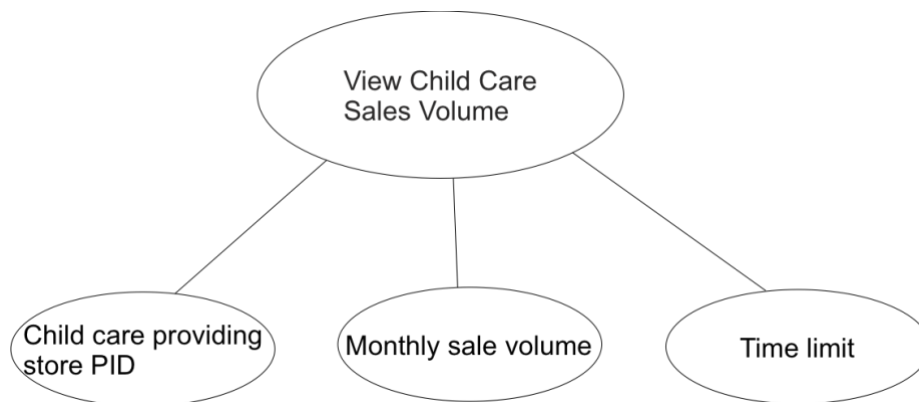 View Child Care
Sales Volume
Child care providing
store PID
Monthly sale volume
Time limit